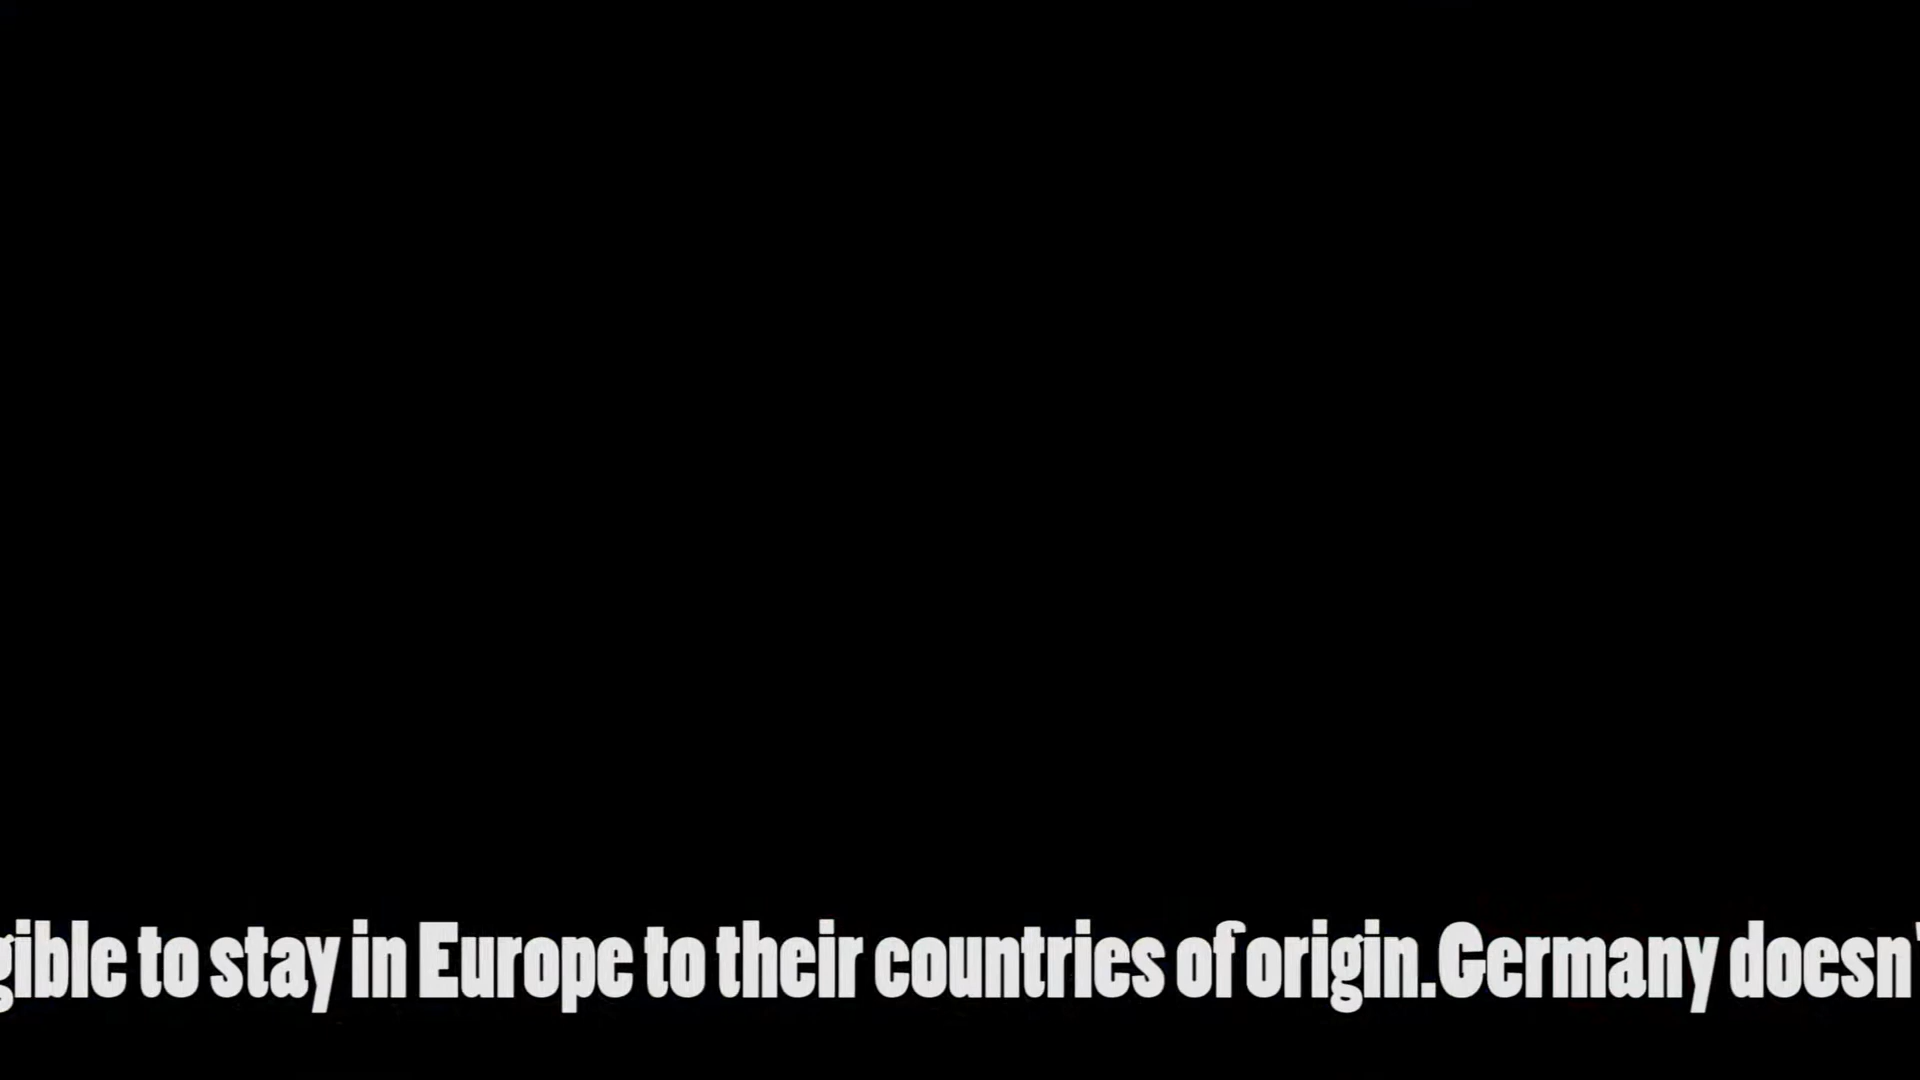 gible to stay in Europe to their countries of origin.Germany doesn'